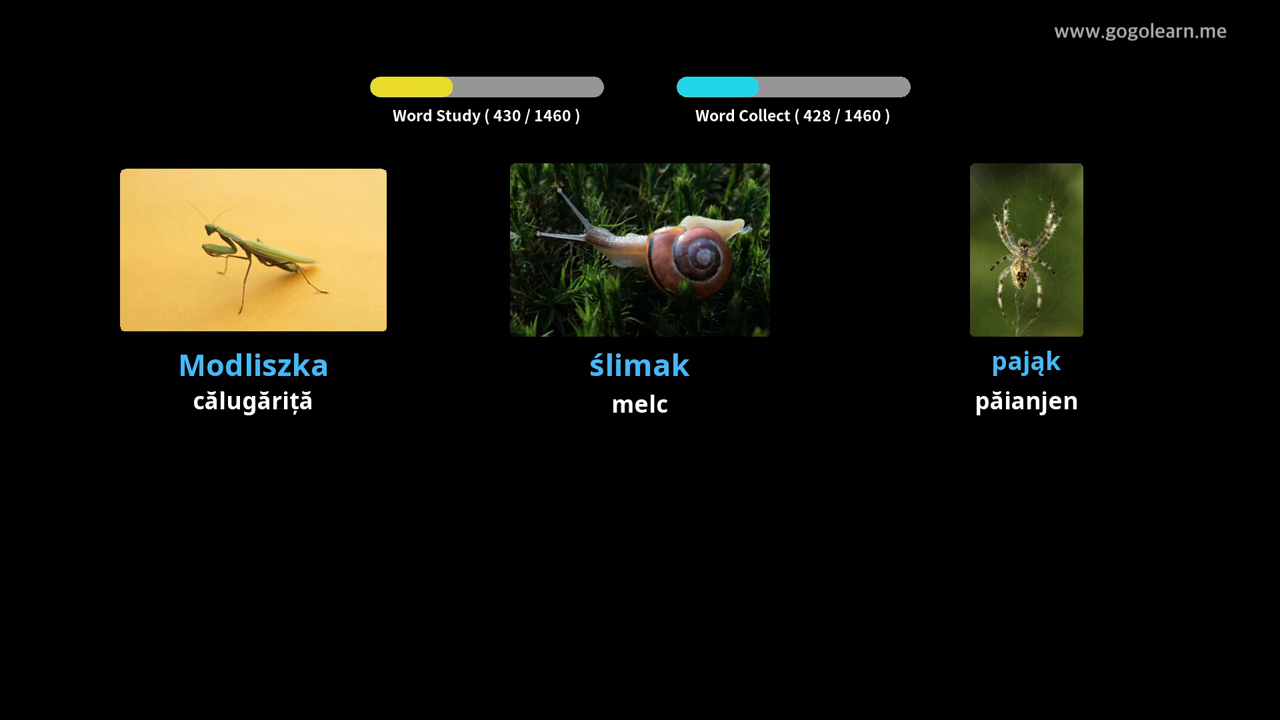 www.gogolearn.me
Word Study ( 430 / 1460 )
Word Collect ( 428 / 1460 )
Modliszka
călugăriță
ślimak
melc
pająk
păianjen